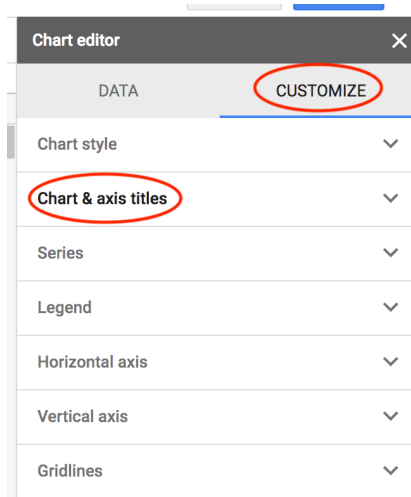 Chart editor
DATA CUSTOMIZE
Chart style
Chart & axis titles
Series
Legend
Horizontal axis
Vertical axis
Gridlines